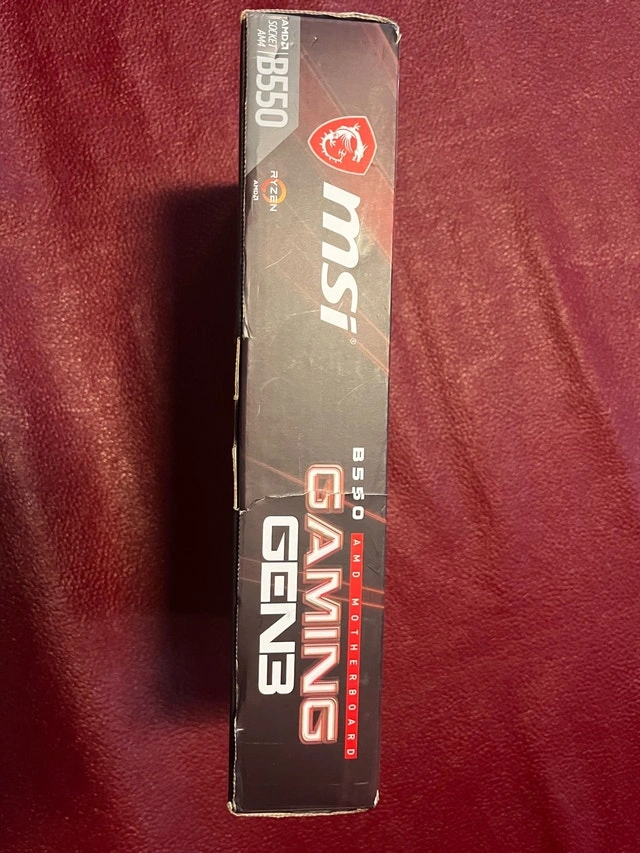 msi®
B550 AMD MOTHERBOARD
GAMING
GEN3
AMD
SOCKET
AM4
B550
RYZEN
AMD